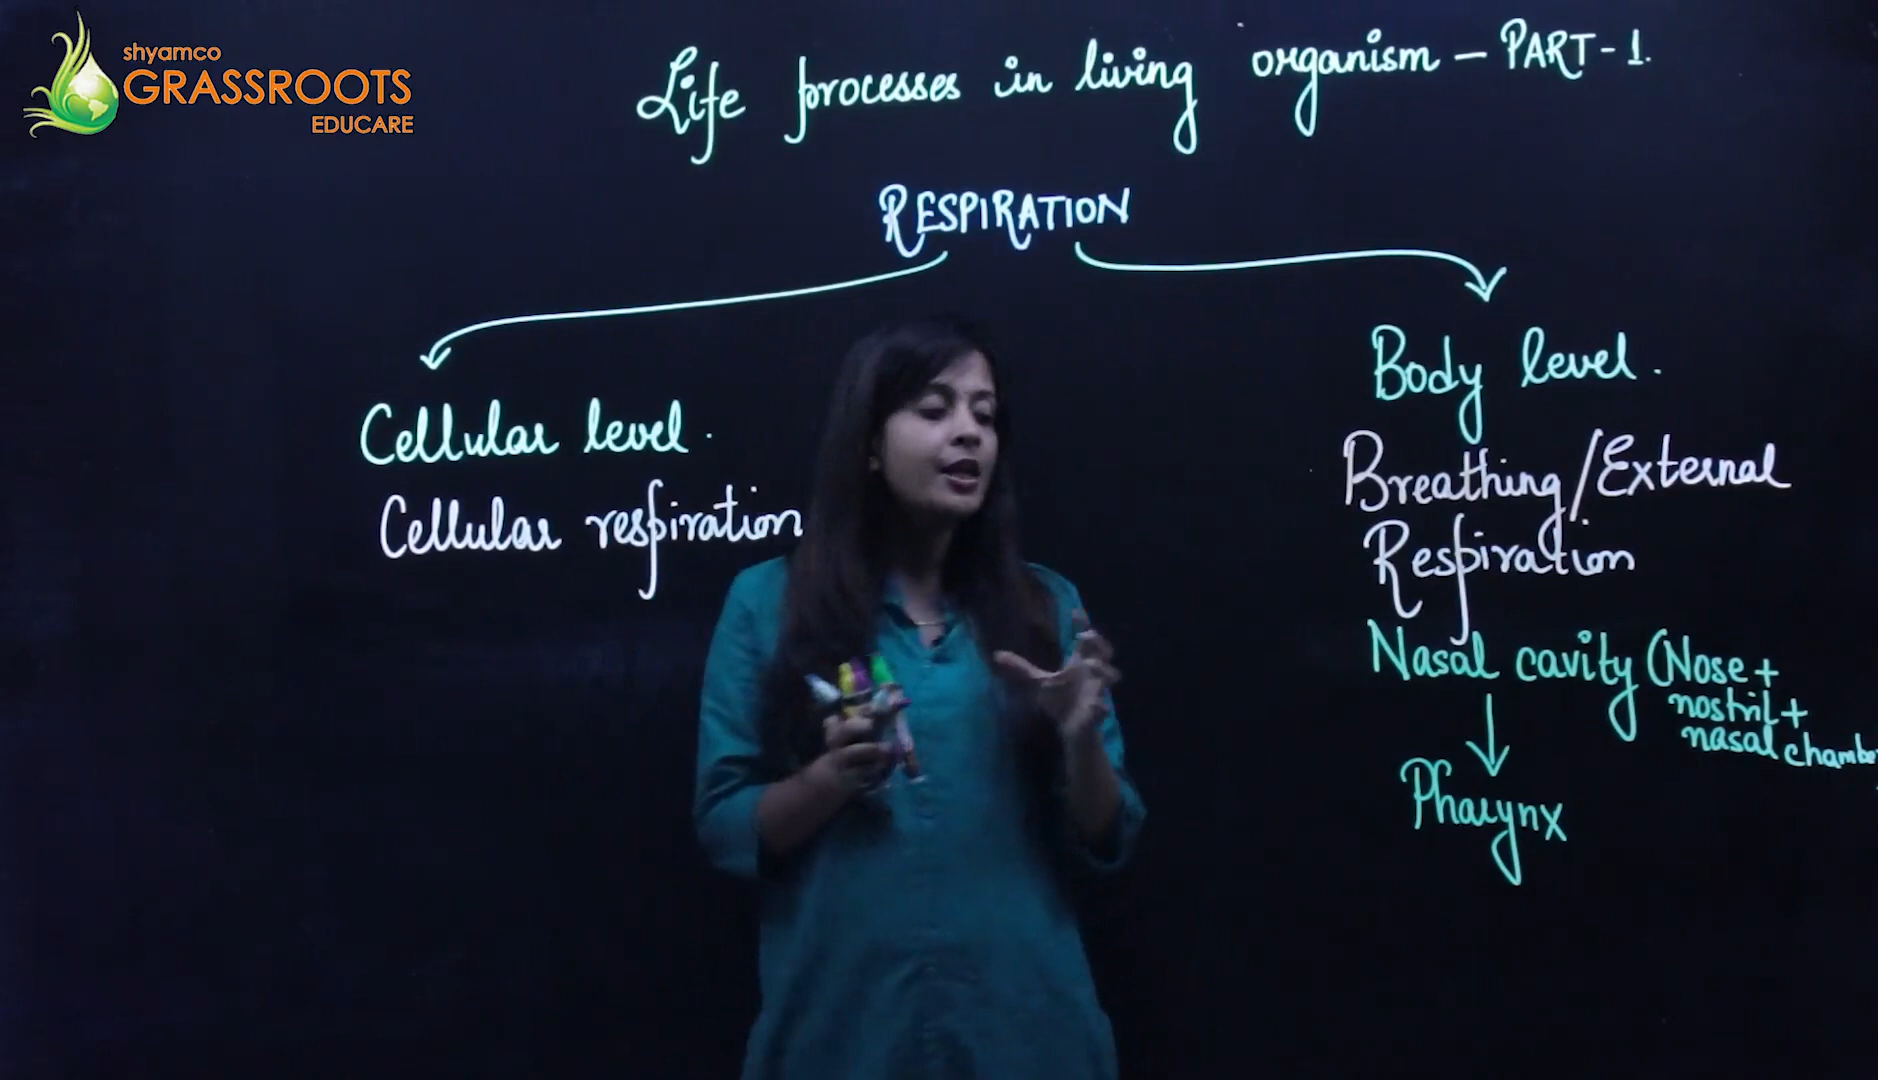 shyamco
GRASSROOTS
EDUCARE
Life processes in living organism – PART-1.
RESPIRATION
Cellular level.
Cellular respiration
Body level.
Breathing/External
Respiration
Nasal cavity (Nose +
nostril +
nasal chamber
Pharynx